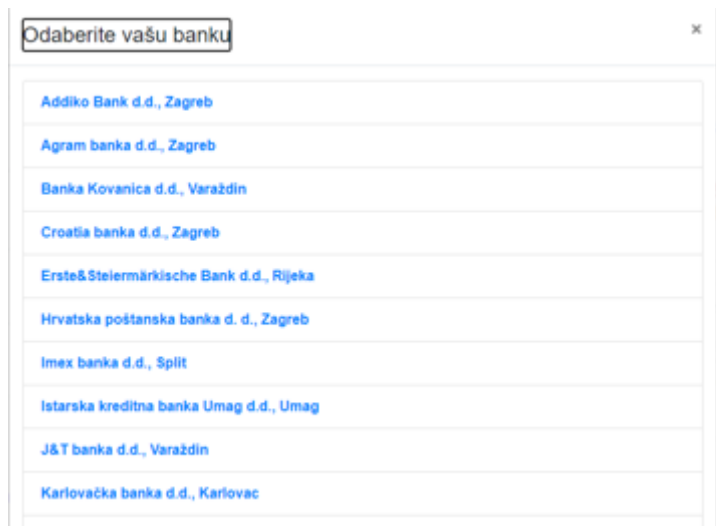 Odaberite vašu banku
×
Addiko Bank d.d., Zagreb
Agram banka d.d., Zagreb
Banka Kovanica d.d., Varaždin
Croatia banka d.d., Zagreb
Erste&Steiermärkische Bank d.d., Rijeka
Hrvatska poštanska banka d. d., Zagreb
Imex banka d.d., Split
Istarska kreditna banka Umag d.d., Umag
J&T banka d.d., Varaždin
Karlovačka banka d.d., Karlovac